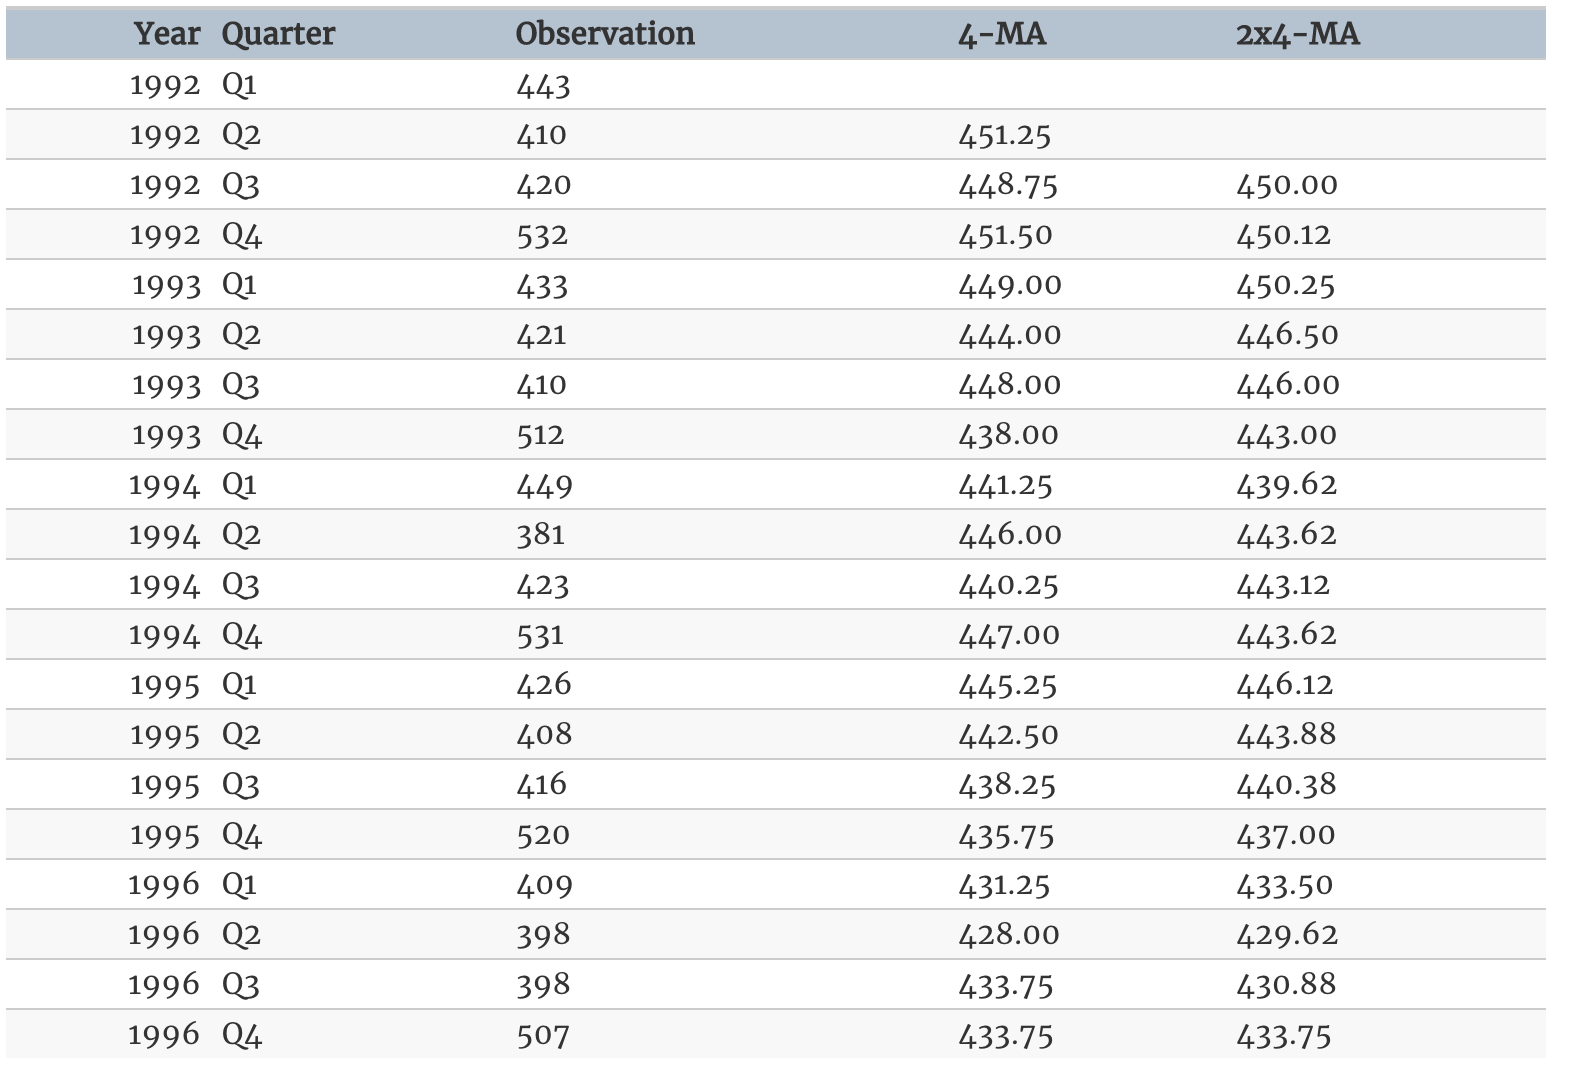 Year Quarter Observation 4-MA 2x4-MA
1992 Q1 443
1992 Q2 410 451.25
1992 Q3 420 448.75 450.00
1992 Q4 532 451.50 450.12
1993 Q1 433 449.00 450.25
1993 Q2 421 444.00 446.50
1993 Q3 410 448.00 446.00
1993 Q4 512 438.00 443.00
1994 Q1 449 441.25 439.62
1994 Q2 381 446.00 443.62
1994 Q3 423 440.25 443.12
1994 Q4 531 447.00 443.62
1995 Q1 426 445.25 446.12
1995 Q2 408 442.50 443.88
1995 Q3 416 438.25 440.38
1995 Q4 520 435.75 437.00
1996 Q1 409 431.25 433.50
1996 Q2 398 428.00 429.62
1996 Q3 398 433.75 430.88
1996 Q4 507 433.75 433.75